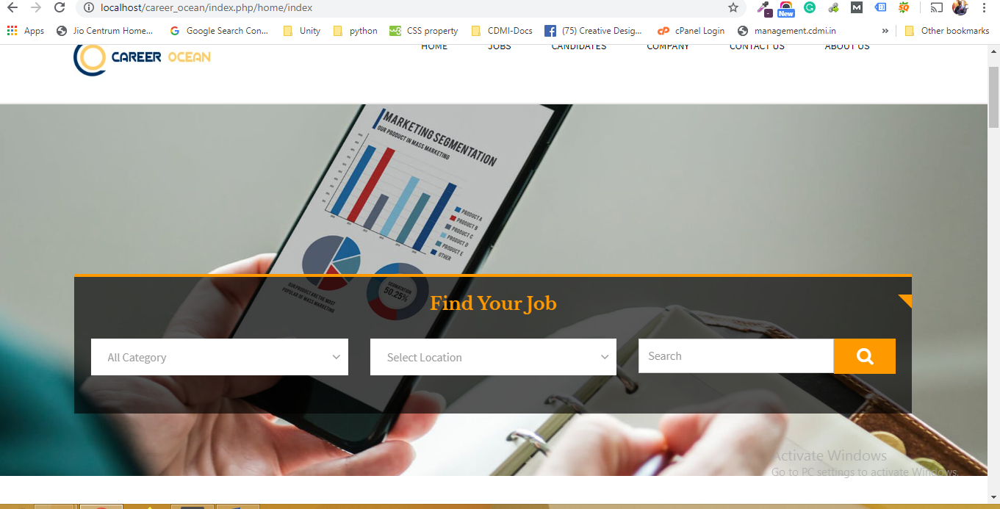 localhost/career_ocean/index.php/home/index
New
Apps Jio Centrum Home... Google Search Con... Unity python CSS property CDMI-Docs (75) Creative Desig... cPanel Login management.cdmi.in » Other bookmarks
CAREER OCEAN
HOME JOBS CANDIDATES COMPANY CONTACT US ABOUT US
MARKETING SEGMENTATION
OUR PRODUCT IN MASS MARKETING
PRODUCT A
PRODUCT B
PRODUCT C
PRODUCT D
PRODUCT E
OTHER
OUR PRODUCT ARE THE MOST
POPULAR OF MASS MARKETING
SEGMENTATION
50.25%
Find Your Job
All Category Select Location Search
Activate Windows
Go to PC settings to activate Windows.